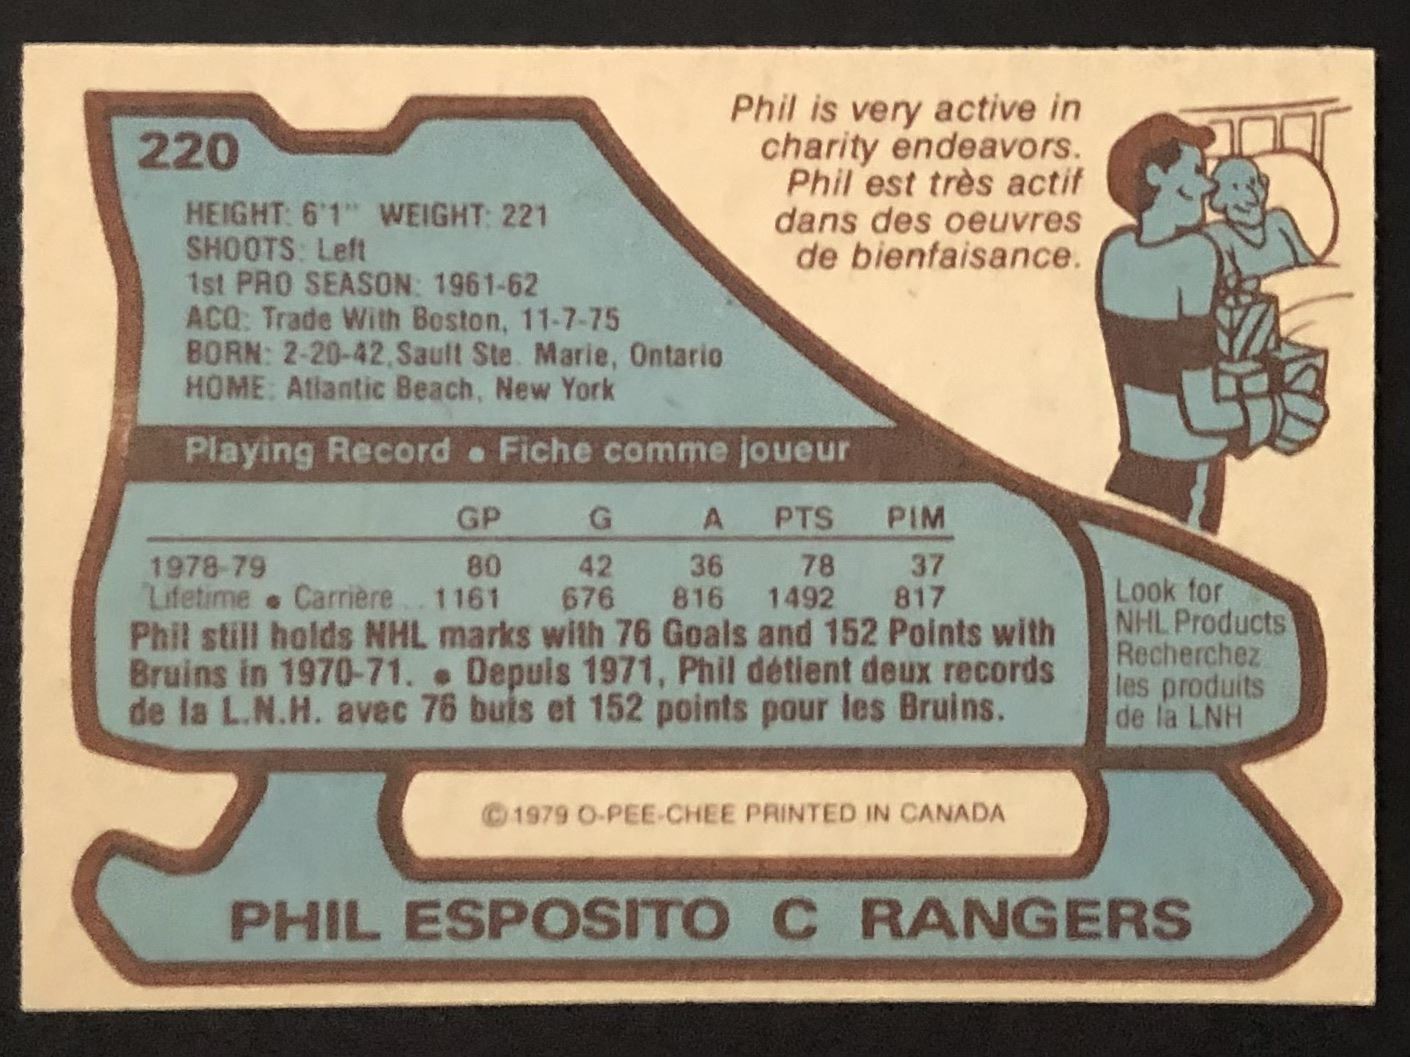 Phil is very active in
charity endeavors.
Phil est très actif
dans des oeuvres
de bienfaisance.
220
HEIGHT: 6'1" WEIGHT: 221
SHOOTS: Left
1st PRO SEASON: 1961-62
ACQ: Trade With Boston, 11-7-75
BORN: 2-20-42, Sault Ste. Marie, Ontario
HOME: Atlantic Beach, New York
Playing Record • Fiche comme joueur
GP G A PTS PIM
1978-79 80 42 36 78 37
Lifetime • Carrière .. 1161 676 816 1492 817
Phil still holds NHL marks with 76 Goals and 152 Points with
Bruins in 1970-71. • Depuis 1971, Phil détient deux records
de la L.N.H. avec 76 buts et 152 points pour les Bruins.
Look for
NHL Products
Recherchez
les produits
de la LNH
© 1979 O-PEE-CHEE PRINTED IN CANADA
PHIL ESPOSITO C RANGERS